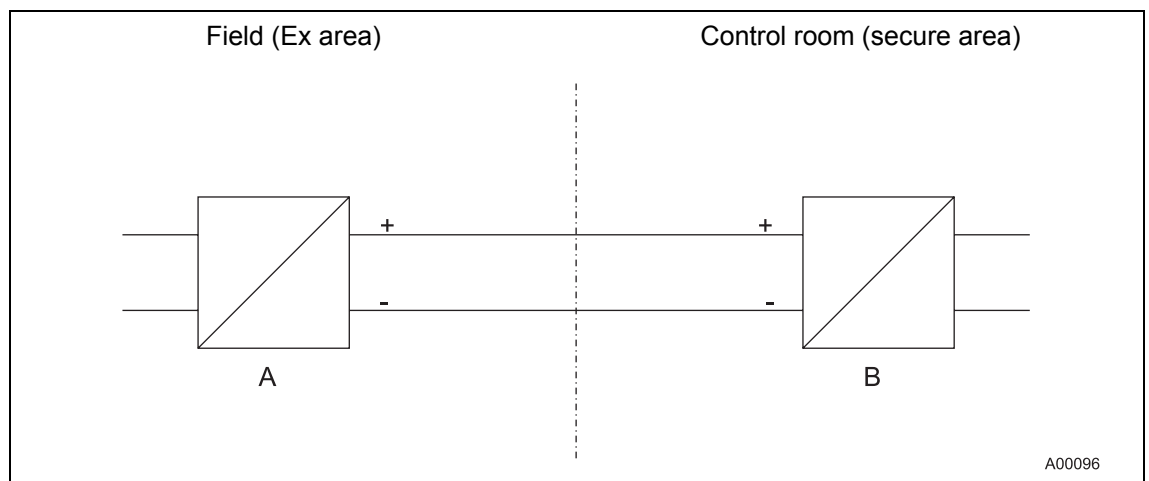 Field (Ex area) Control room (secure area)
+ +
- -
A B
A00096